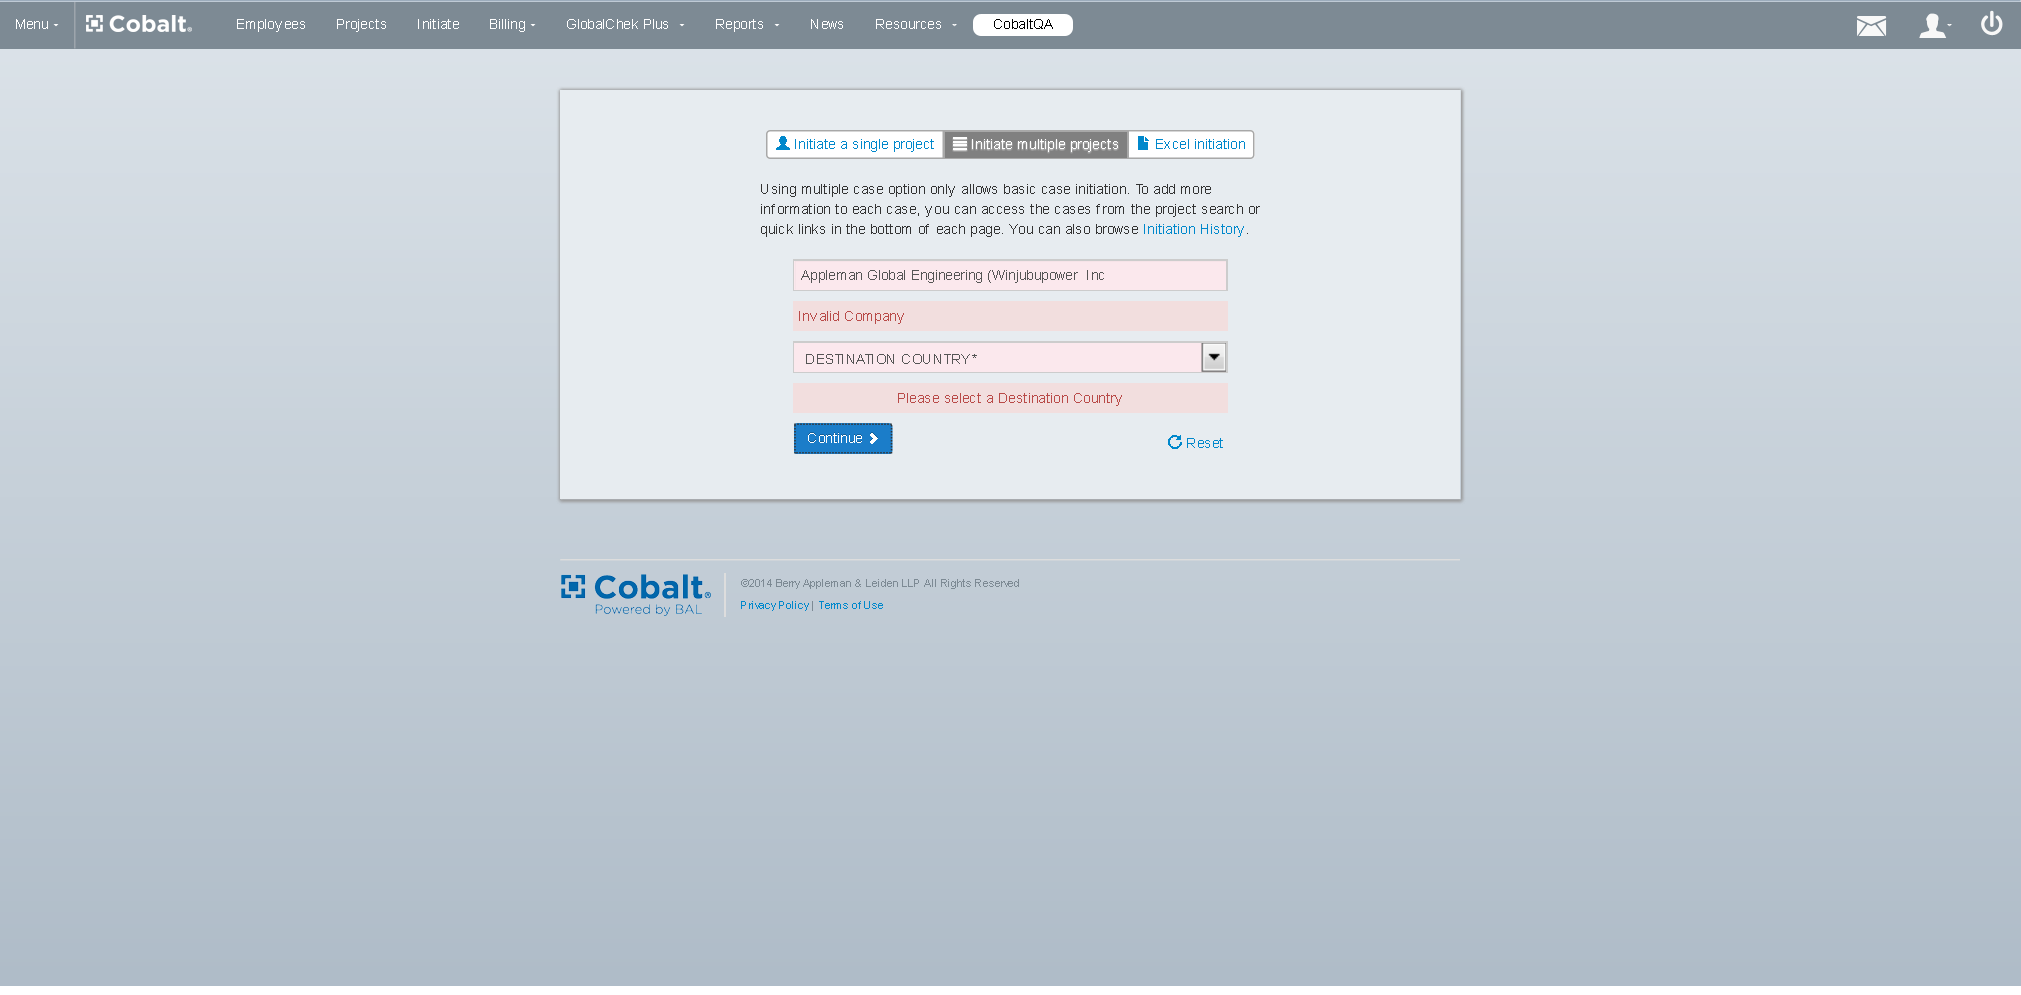 Menu
Cobalt.
Employees
Projects
Initiate
Billing
GlobalChek Plus
Reports
News
Resources
CobaltQA
Initiate a single project
Initiate multiple projects
Excel initiation
Using multiple case option only allows basic case initiation. To add more
information to each case, you can access the cases from the project search or
quick links in the bottom of each page. You can also browse Initiation History.
Appleman Global Engineering (Winjubupower Inc
Invalid Company
DESTINATION COUNTRY*
Please select a Destination Country
Continue
Reset
Cobalt.®
Powered by BAL
©2014 Berry Appleman & Leiden LLP All Rights Reserved
Privacy Policy | Terms of Use